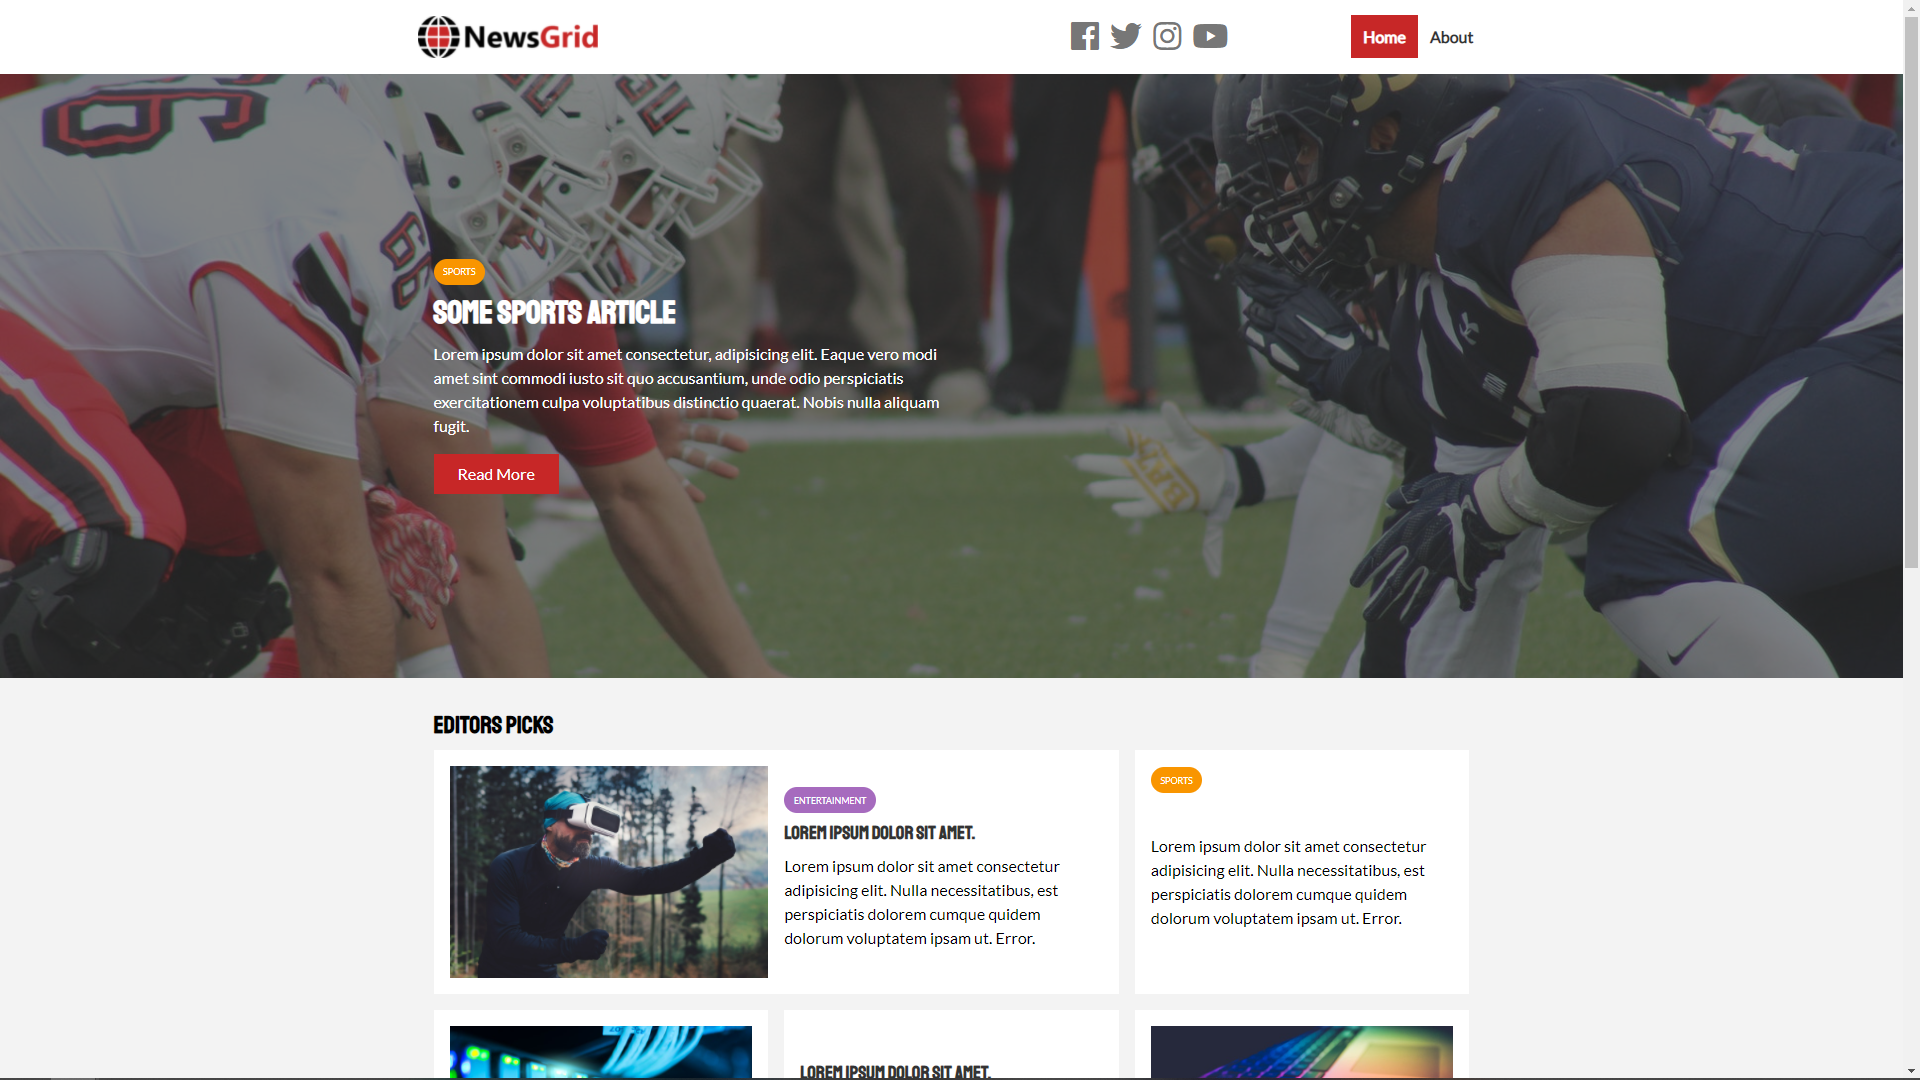 NewsGrid
Home
About
SPORTS
SOME SPORTS ARTICLE
Lorem ipsum dolor sit amet consectetur, adipisicing elit. Eaque vero modi
amet sint commodi iusto sit quo accusantium, unde odio perspiciatis
exercitationem culpa voluptatibus distinctio quaerat. Nobis nulla aliquam
fugit.
Read More
EDITORS PICKS
ENTERTAINMENT
LOREM IPSUM DOLOR SIT AMET.
Lorem ipsum dolor sit amet consectetur
adipisicing elit. Nulla necessitatibus, est
perspiciatis dolorem cumque quidem
dolorum voluptatem ipsam ut. Error.
SPORTS
Lorem ipsum dolor sit amet consectetur
adipisicing elit. Nulla necessitatibus, est
perspiciatis dolorem cumque quidem
dolorum voluptatem ipsam ut. Error.
LOREM IPSUM DOLOR SIT AMET.